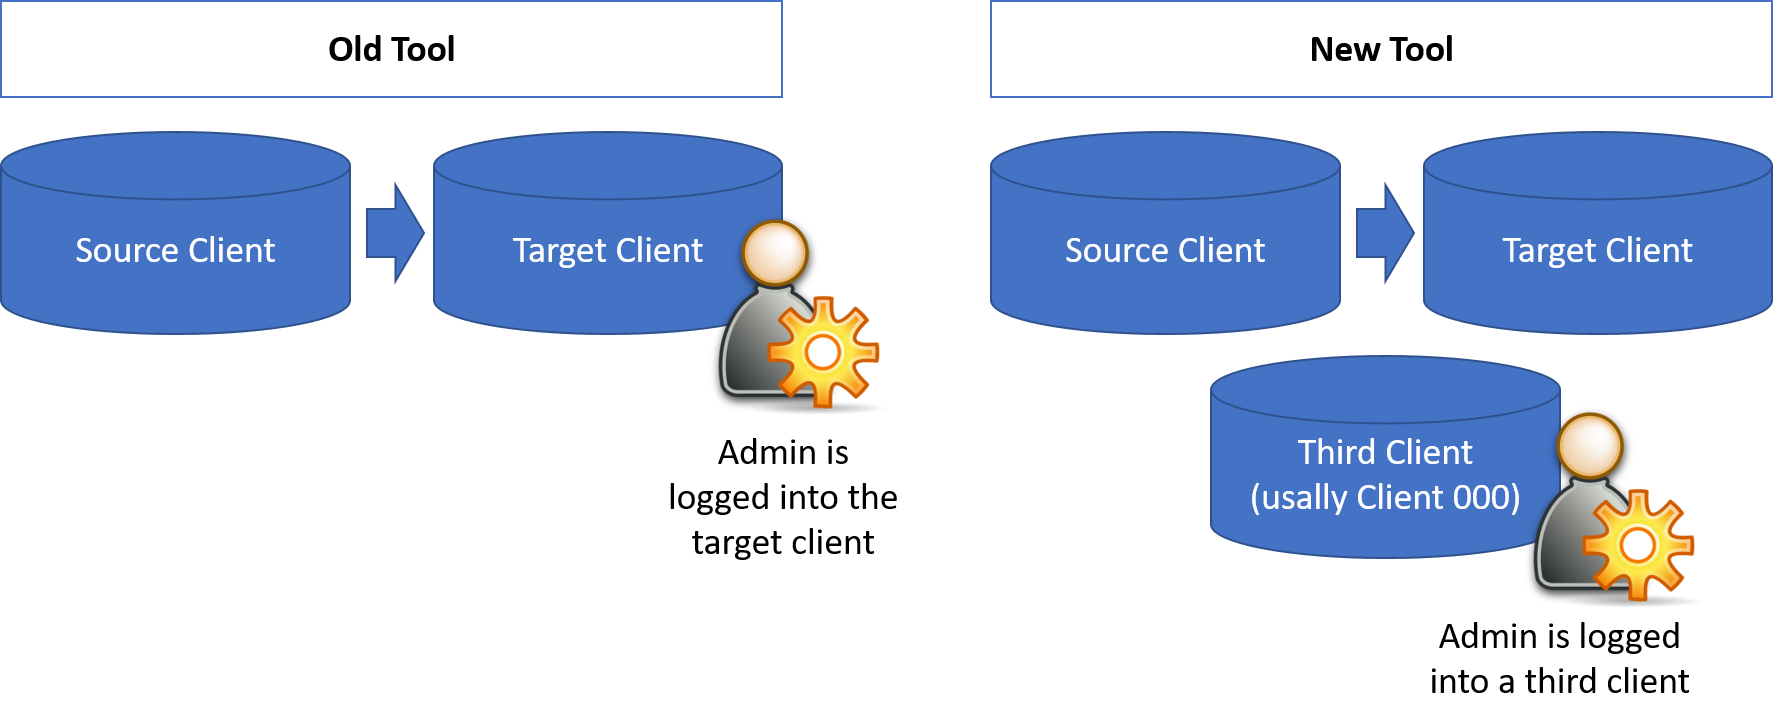 Old Tool
Source Client
Target Client
Admin is
logged into the
target client
New Tool
Source Client
Target Client
Third Client
(usally Client 000)
Admin is logged
into a third client